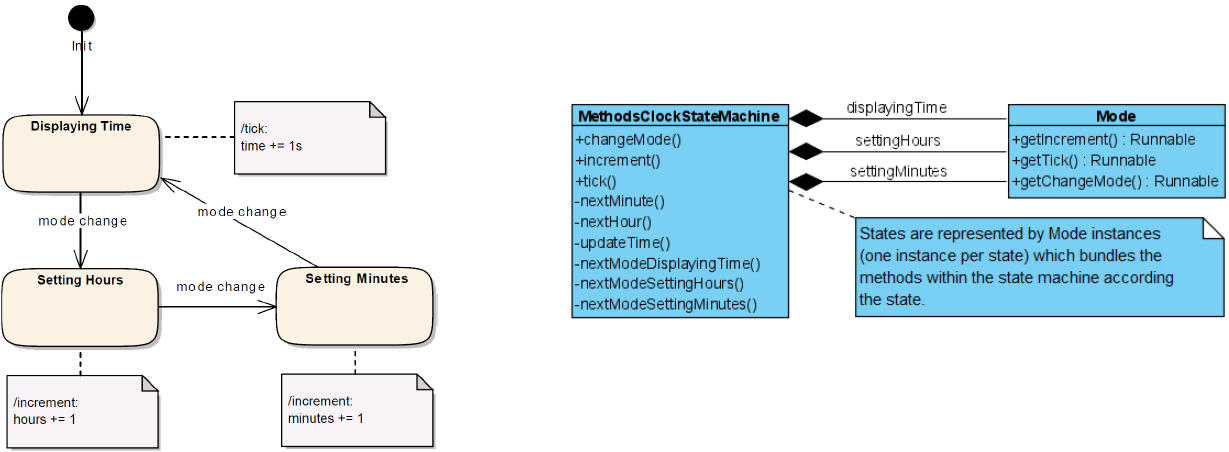 Init
Displaying Time
/tick:
time += 1s
mode change
mode change
Setting Hours
mode change
Setting Minutes
/increment:
hours += 1
/increment:
minutes += 1
MethodsClockStateMachine
+changeMode()
+increment()
+tick()
-nextMinute()
-nextHour()
-updateTime()
-nextModeDisplayingTime()
-nextModeSettingHours()
-nextModeSettingMinutes()
displayingTime
settingHours
settingMinutes
Mode
+getIncrement() : Runnable
+getTick() : Runnable
+getChangeMode() : Runnable
States are represented by Mode instances
(one instance per state) which bundles the
methods within the state machine according
the state.